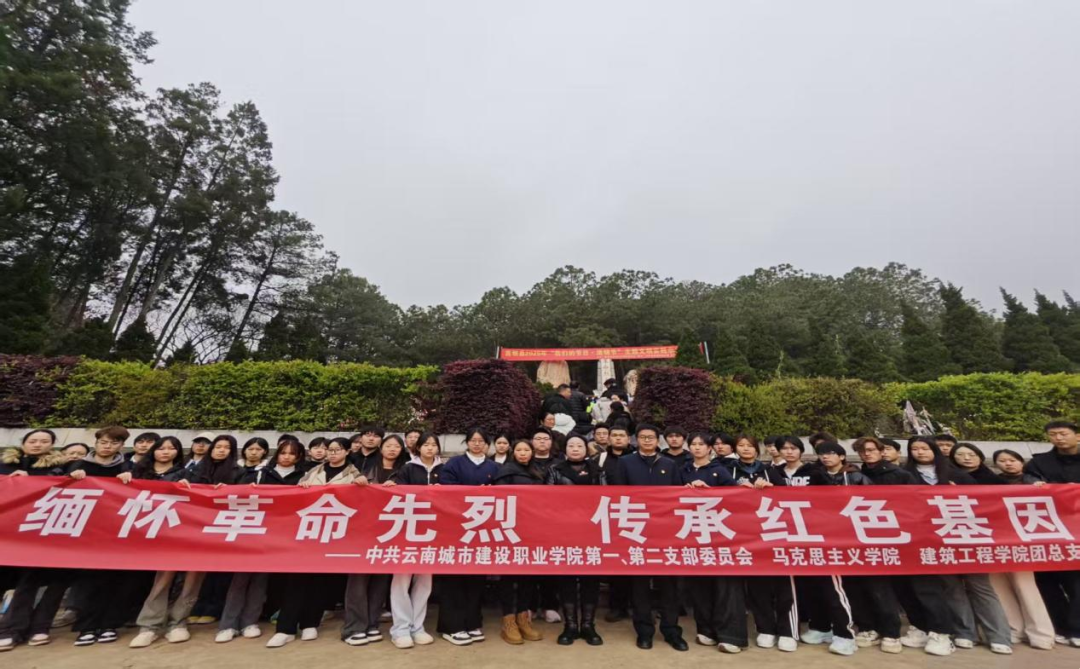 缅怀革命先烈 传承红色基因
——中共云南城市建设职业学院第一、第二支部委员会 马克思主义学院 建筑工程学院团总支